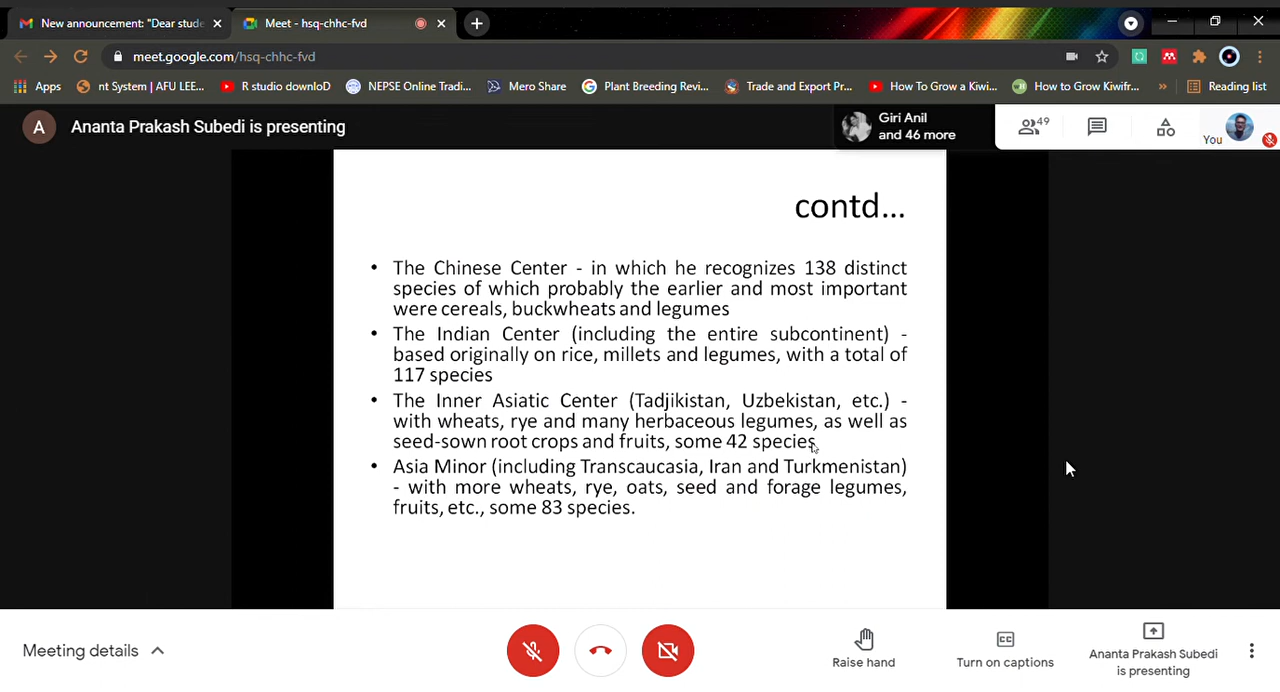 New announcement: "Dear stude
Meet - hsq-chhc-fvd
meet.google.com/hsq-chhc-fvd
Apps
nt System | AFU LEE...
R studio downloD
NEPSE Online Tradi...
Mero Share
Plant Breeding Revi...
Trade and Export Pr...
How To Grow a Kiwi...
How to Grow Kiwifr...
»
Reading list
A
Ananta Prakash Subedi is presenting
Giri Anil
and 46 more
49
You
contd...
• The Chinese Center - in which he recognizes 138 distinct
species of which probably the earlier and most important
were cereals, buckwheats and legumes
• The Indian Center (including the entire subcontinent) -
based originally on rice, millets and legumes, with a total of
117 species
• The Inner Asiatic Center (Tadjikistan, Uzbekistan, etc.) -
with wheats, rye and many herbaceous legumes, as well as
seed-sown root crops and fruits, some 42 species
• Asia Minor (including Transcaucasia, Iran and Turkmenistan)
- with more wheats, rye, oats, seed and forage legumes,
fruits, etc., some 83 species.
Meeting details
Raise hand
CC
Turn on captions
Ananta Prakash Subedi
is presenting